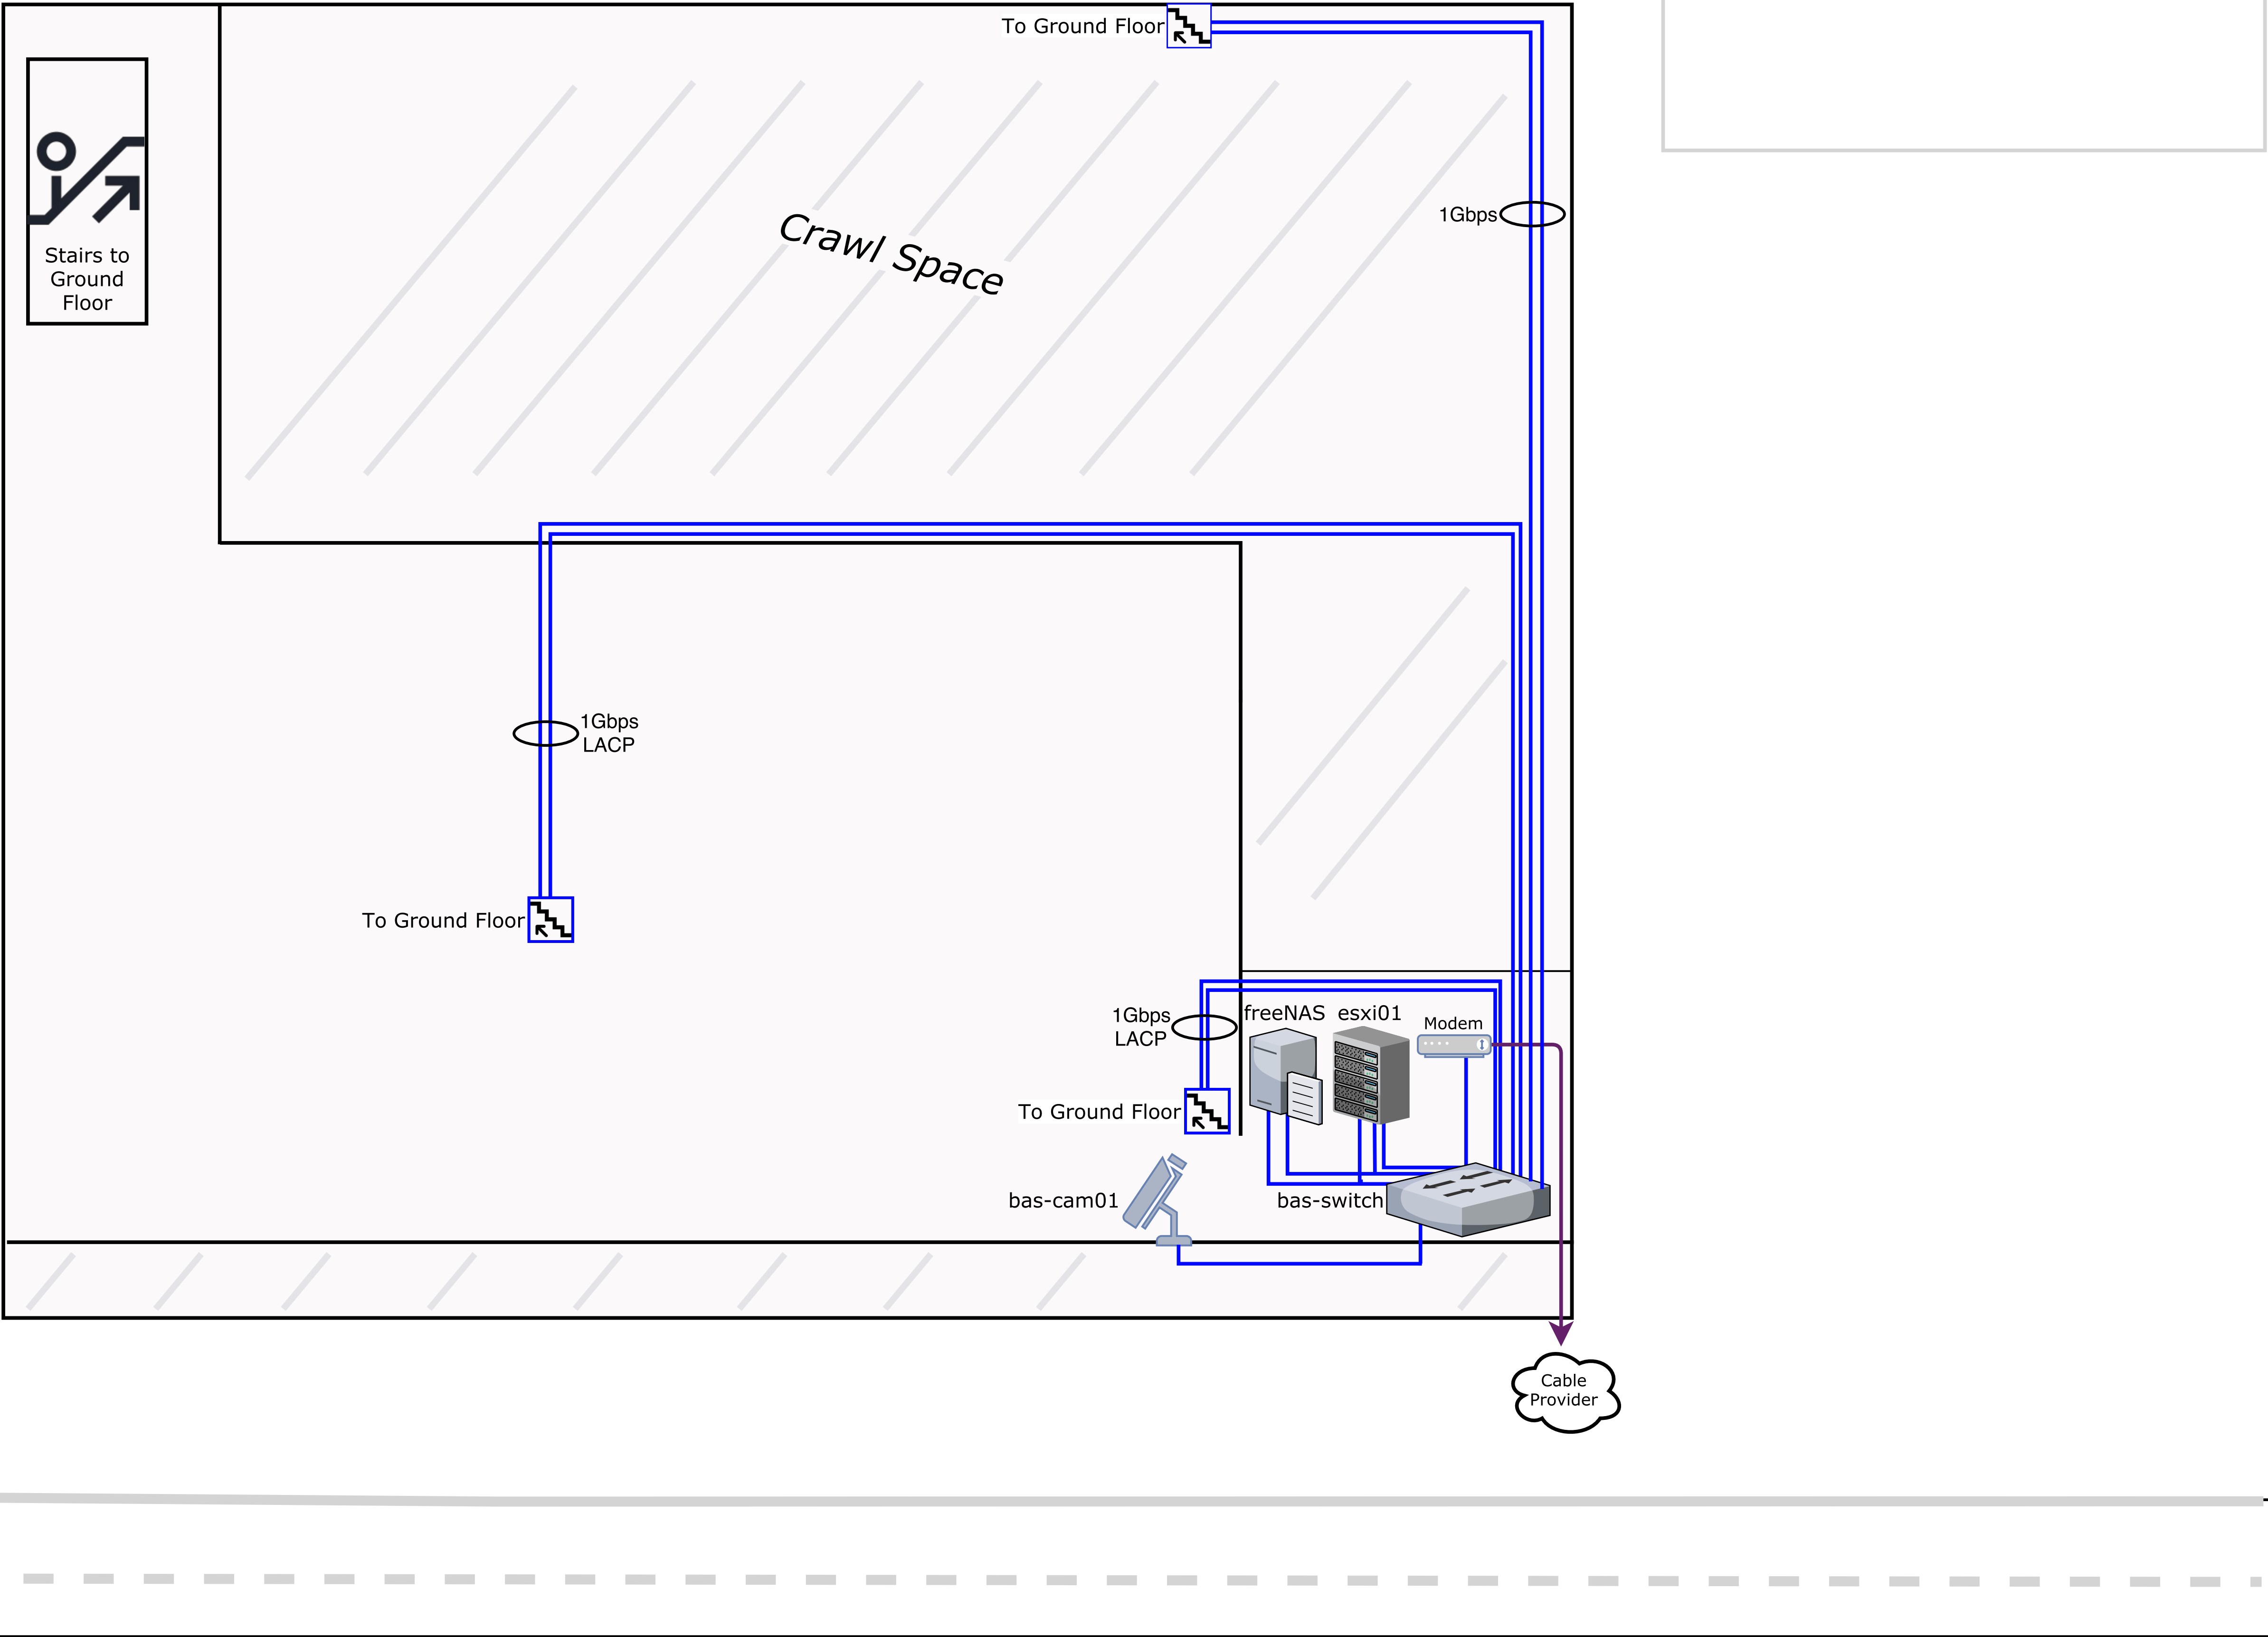 To Ground Floor
Stairs to
Ground
Floor
Crawl Space
1Gbps
1Gbps
LACP
To Ground Floor
1Gbps
LACP
freeNAS
esxi01
Modem
To Ground Floor
bas-cam01
bas-switch
Cable
Provider